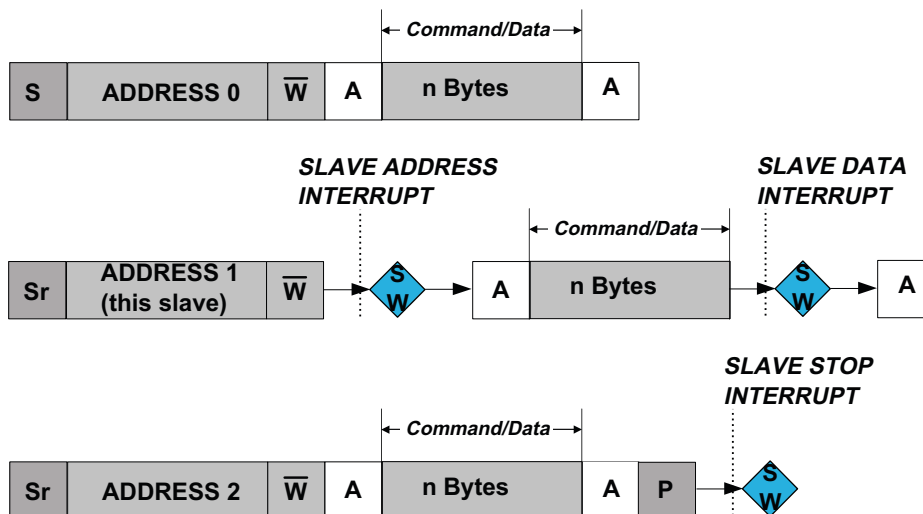 Command/Data
S ADDRESS 0 W̅ A n Bytes A
SLAVE ADDRESS
INTERRUPT
SLAVE DATA
INTERRUPT
Command/Data
Sr ADDRESS 1
(this slave) W̅ S
W A n Bytes S
W A
SLAVE STOP
INTERRUPT
Command/Data
Sr ADDRESS 2 W̅ A n Bytes A P S
W